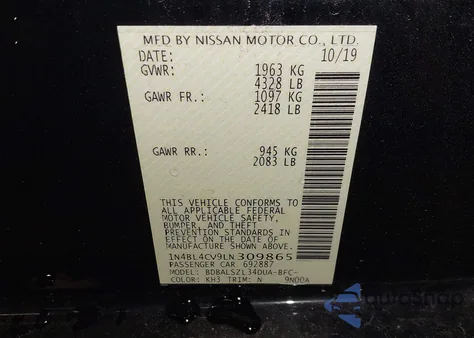 MFD BY NISSAN MOTOR CO., LTD.
DATE: 10/19
GVWR: 1963 KG
4328 LB
GAWR FR.: 1097 KG
2418 LB
GAWR RR.: 945 KG
2083 LB
THIS VEHICLE CONFORMS TO
ALL APPLICABLE FEDERAL
MOTOR VEHICLE SAFETY,
BUMPER, AND THEFT
PREVENTION STANDARDS IN
EFFECT ON THE DATE OF
MANUFACTURE SHOWN ABOVE.
1N4BL4CV9LN309865
PASSENGER CAR 692887
MODEL: BDBALSZL34DUA-BFC-
COLOR: KH3 TRIM: N 9N00A